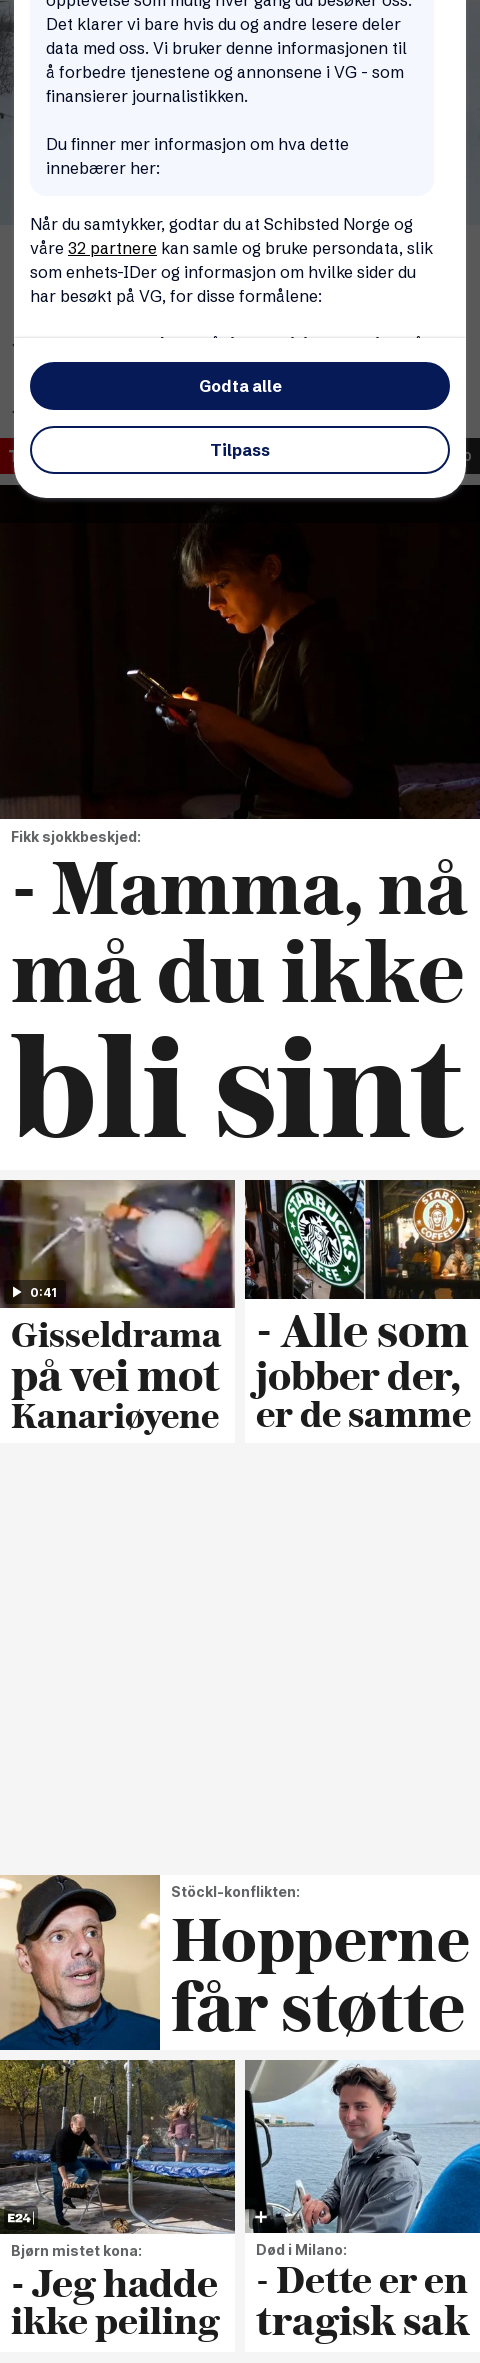 opplevelse som mulig hver gang du besøker oss.
Det klarer vi bare hvis du og andre lesere deler
data med oss. Vi bruker denne informasjonen til
å forbedre tjenestene og annonsene i VG - som
finansierer journalistikken.
Du finner mer informasjon om hva dette
innebærer her:
Når du samtykker, godtar du at Schibsted Norge og
våre 32 partnere kan samle og bruke persondata, slik
som enhets-IDer og informasjon om hvilke sider du
har besøkt på VG, for disse formålene:
Godta alle
Tilpass
Fikk sjokkbeskjed:
- Mamma, nå
må du ikke
bli sint
0:41
Gisseldrama
på vei mot
Kanariøyene
STARBUCKS
COFFEE
STARS
COFFEE
- Alle som
jobber der,
er de samme
Stöckl-konflikten:
Hopperne
får støtte
E24
Bjørn mistet kona:
- Jeg hadde
ikke peiling
+
Død i Milano:
- Dette er en
tragisk sak